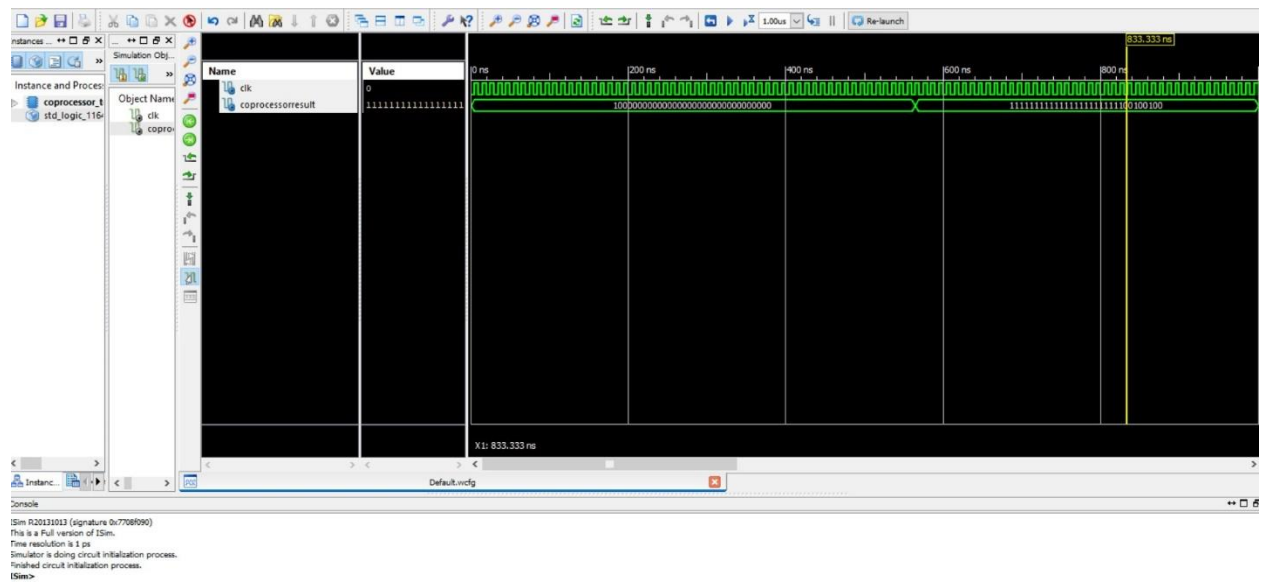 1.00us
Re-launch
Simulation Obj...
Instance and Proces
Object Name
coprocessor_t
std_logic_116
clk
copro
Name
Value
clk
0
coprocessorresult
833.333 ns
0 ns
200 ns
400 ns
600 ns
800 ns
X1: 833.333 ns
Instanc...
Default.wcfg
Console
ISim P.20131013 (signature 0x7708f090)
This is a Full version of ISim.
Time resolution is 1 ps
Simulator is doing circuit initialization process.
Finished circuit initialization process.
ISim>